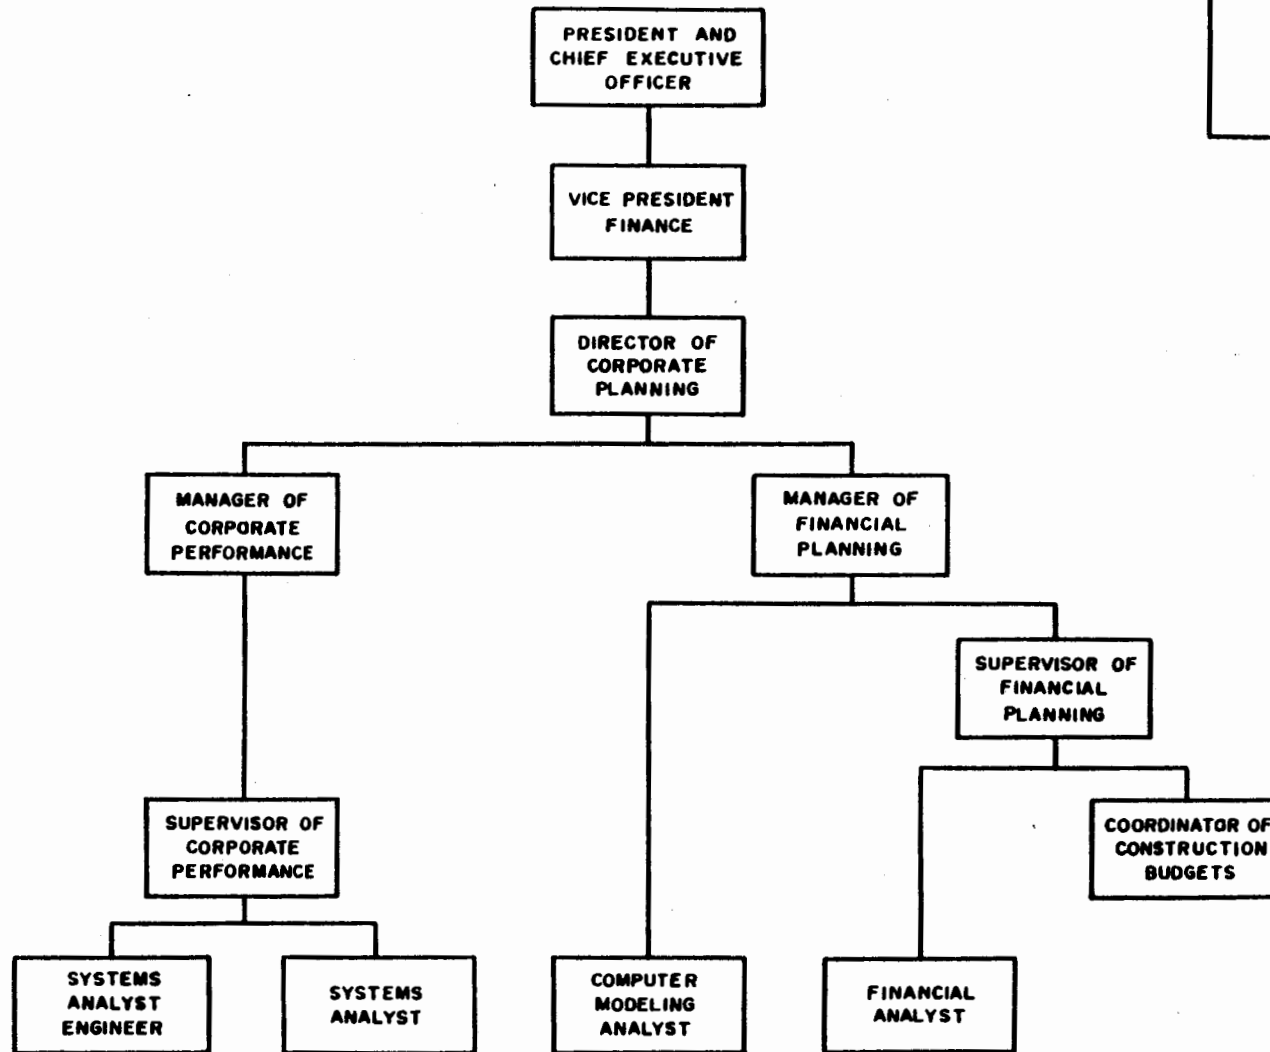 PRESIDENT AND
CHIEF EXECUTIVE
OFFICER
VICE PRESIDENT
FINANCE
DIRECTOR OF
CORPORATE
PLANNING
MANAGER OF
CORPORATE
PERFORMANCE
MANAGER OF
FINANCIAL
PLANNING
SUPERVISOR OF
FINANCIAL
PLANNING
SUPERVISOR OF
CORPORATE
PERFORMANCE
COORDINATOR OF
CONSTRUCTION
BUDGETS
SYSTEMS
ANALYST
ENGINEER
SYSTEMS
ANALYST
COMPUTER
MODELING
ANALYST
FINANCIAL
ANALYST